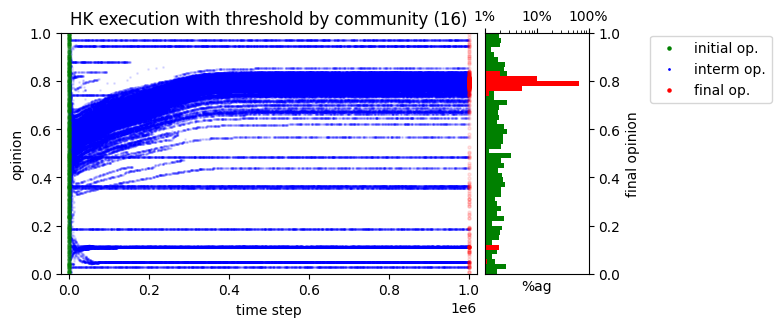 HK execution with threshold by community (16)
1% 10% 100%
initial op.
interm op.
final op.
1.0 1.0
0.8 0.8
0.6 0.6
0.4 0.4
0.2 0.2
0.0 0.0
opinion
final opinion
0.0 0.2 0.4 0.6 0.8 1.0
1e6
time step
%ag